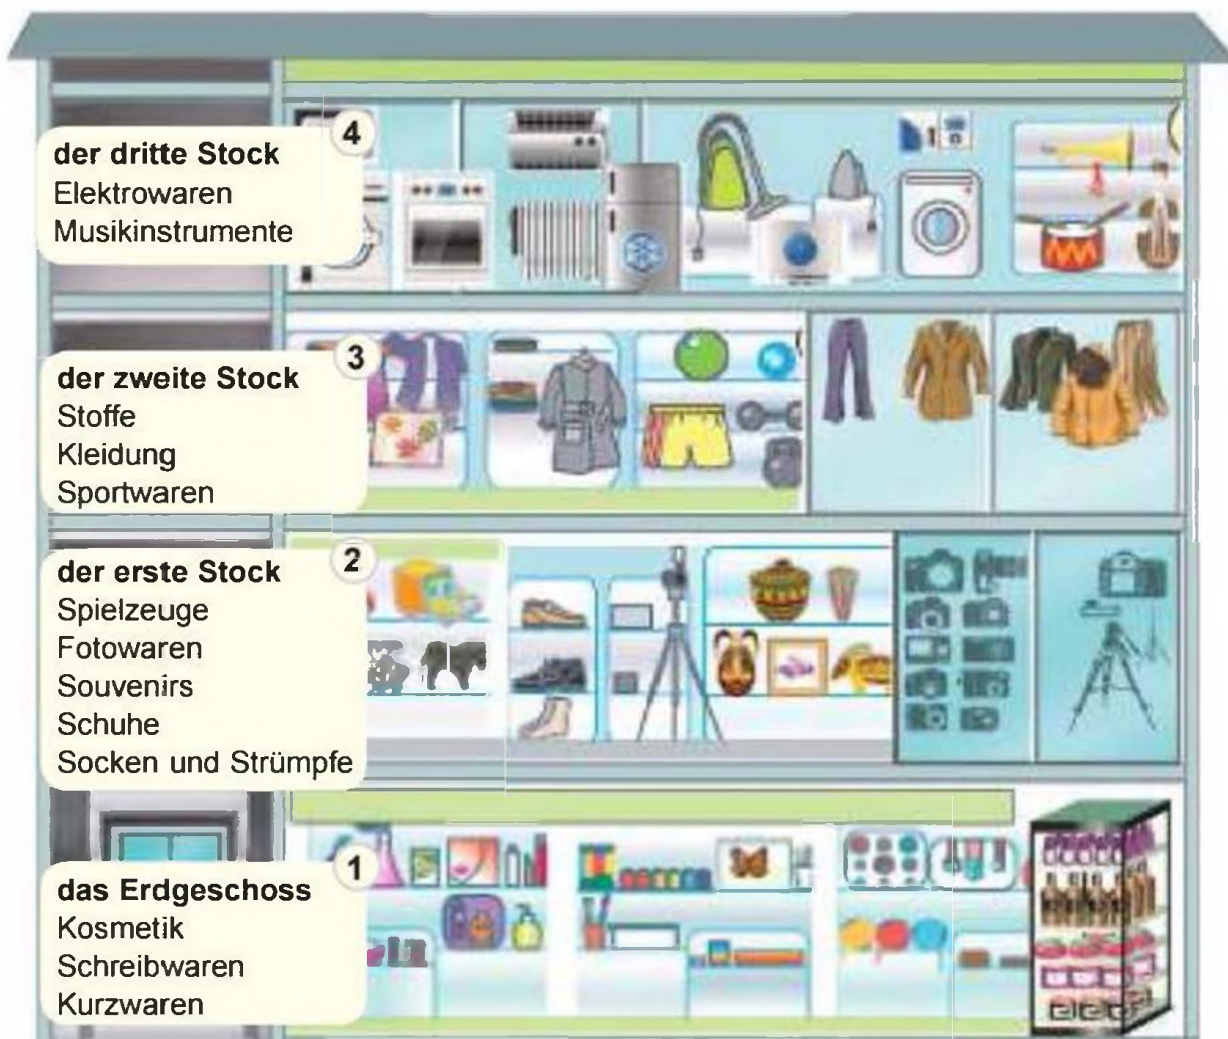 4
der dritte Stock
Elektrowaren
Musikinstrumente
3
der zweite Stock
Stoffe
Kleidung
Sportwaren
2
der erste Stock
Spielzeuge
Fotowaren
Souvenirs
Schuhe
Socken und Strümpfe
1
das Erdgeschoss
Kosmetik
Schreibwaren
Kurzwaren